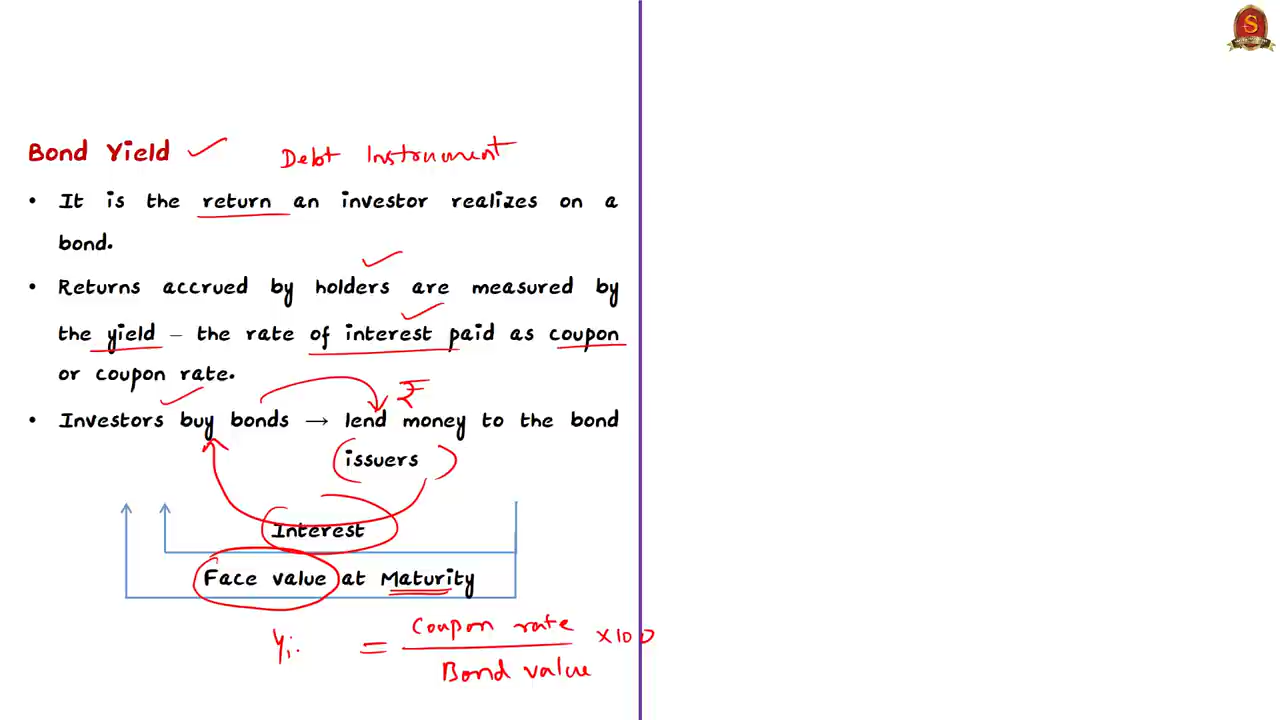 S
Bond Yield Debt Instrument
• It is the return an investor realizes on a
bond.
• Returns accrued by holders are measured by
the yield – the rate of interest paid as coupon
or coupon rate.
₹
• Investors buy bonds → lend money to the bond
issuers
Interest
Face value at Maturity
Yi. = Coupon rate ×100
Bond value